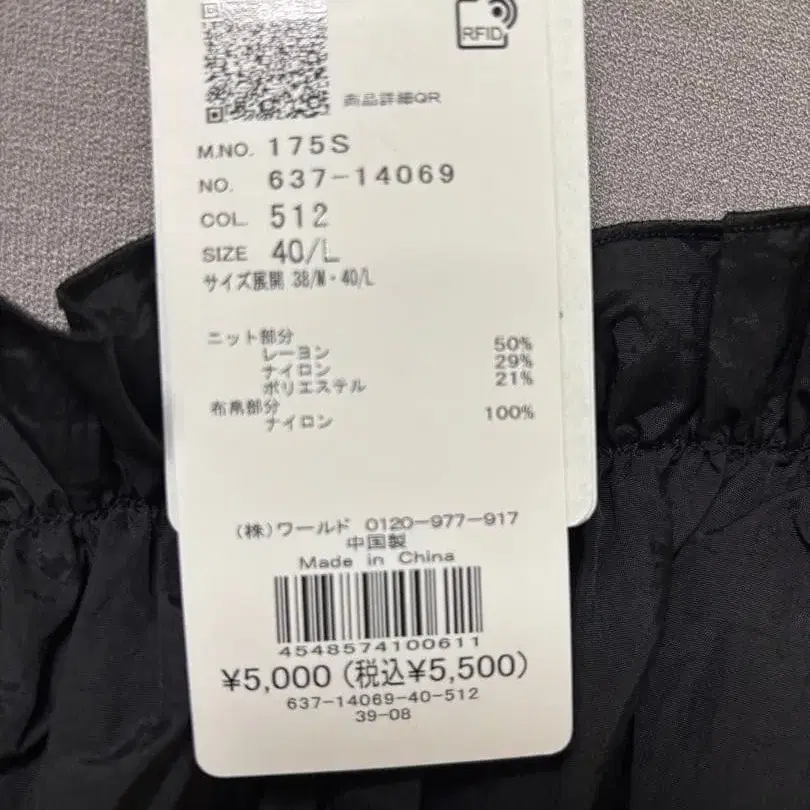 RFID
商品詳細QR
M.NO. 175S
NO. 637-14069
COL. 512
SIZE 40/L
サイズ展開 38/M・40/L
ニット部分
レーヨン 50%
ナイロン 29%
ポリエステル 21%
布帛部分
ナイロン 100%
(株)ワールド 0120-977-917
中国製
Made in China
4548574100611
¥5,000 (税込¥5,500)
637-14069-40-512
39-08